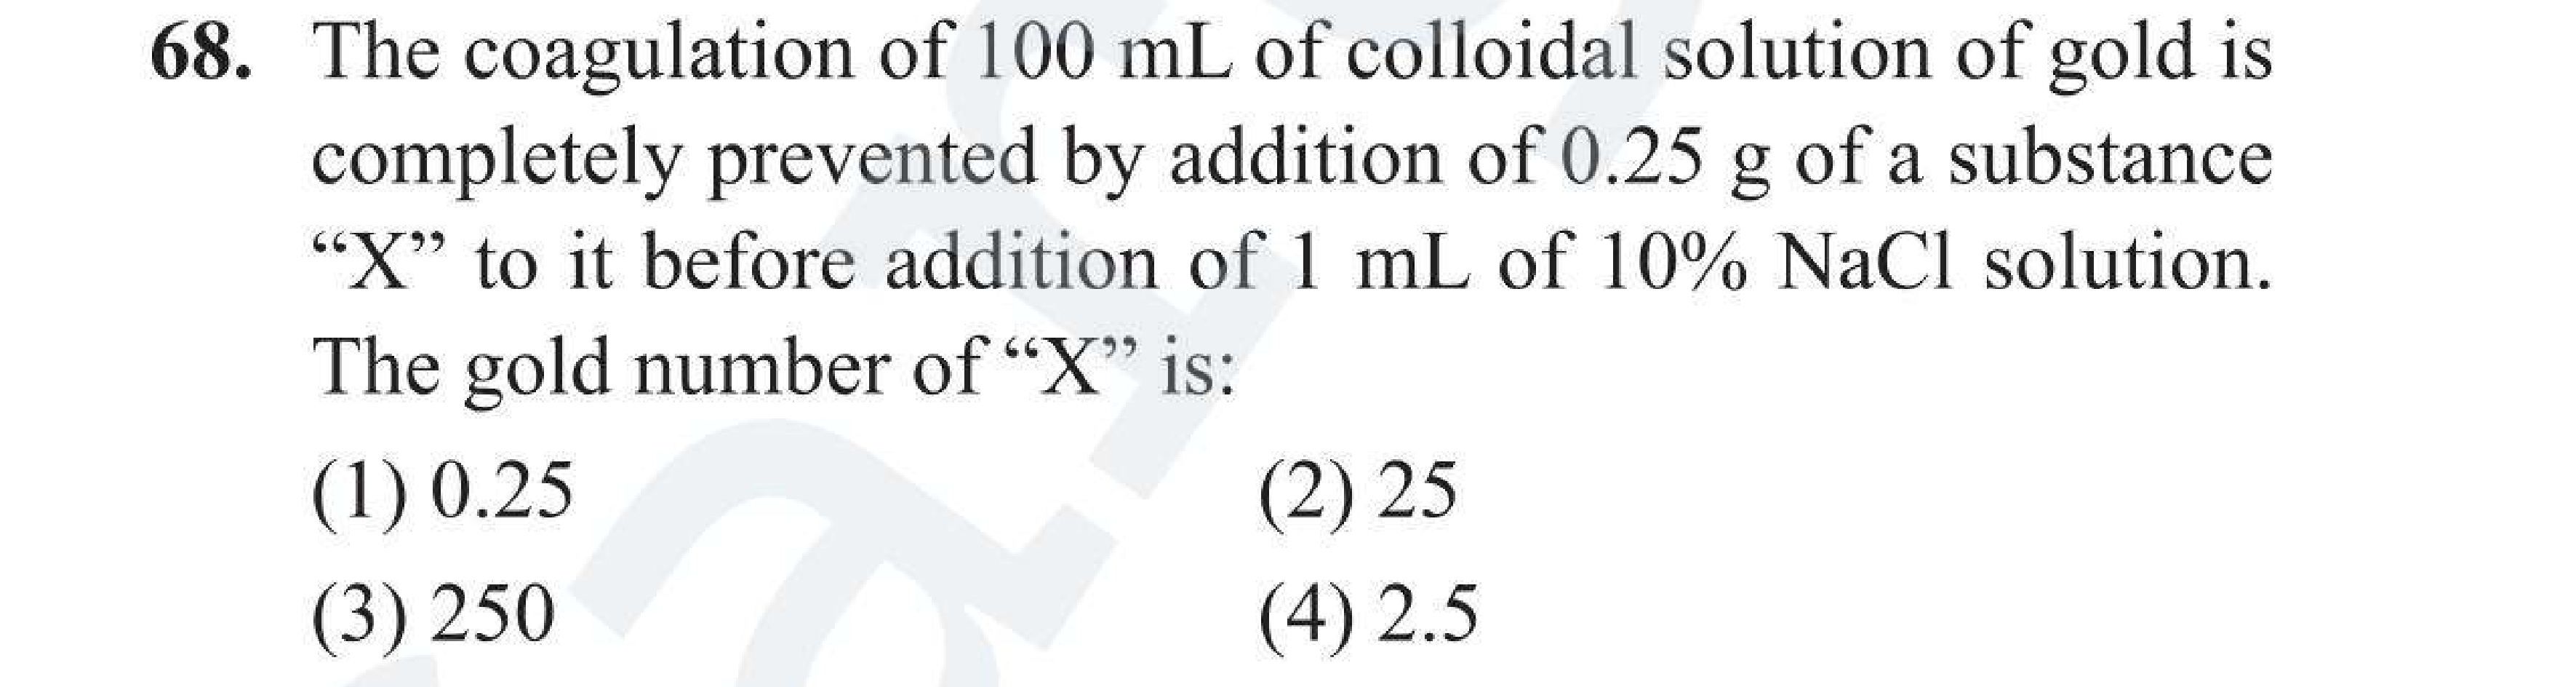 68. The coagulation of 100 mL of colloidal solution of gold is
completely prevented by addition of 0.25 g of a substance
“X” to it before addition of 1 mL of 10% NaCl solution.
The gold number of “X” is:
(1) 0.25 (2) 25
(3) 250 (4) 2.5